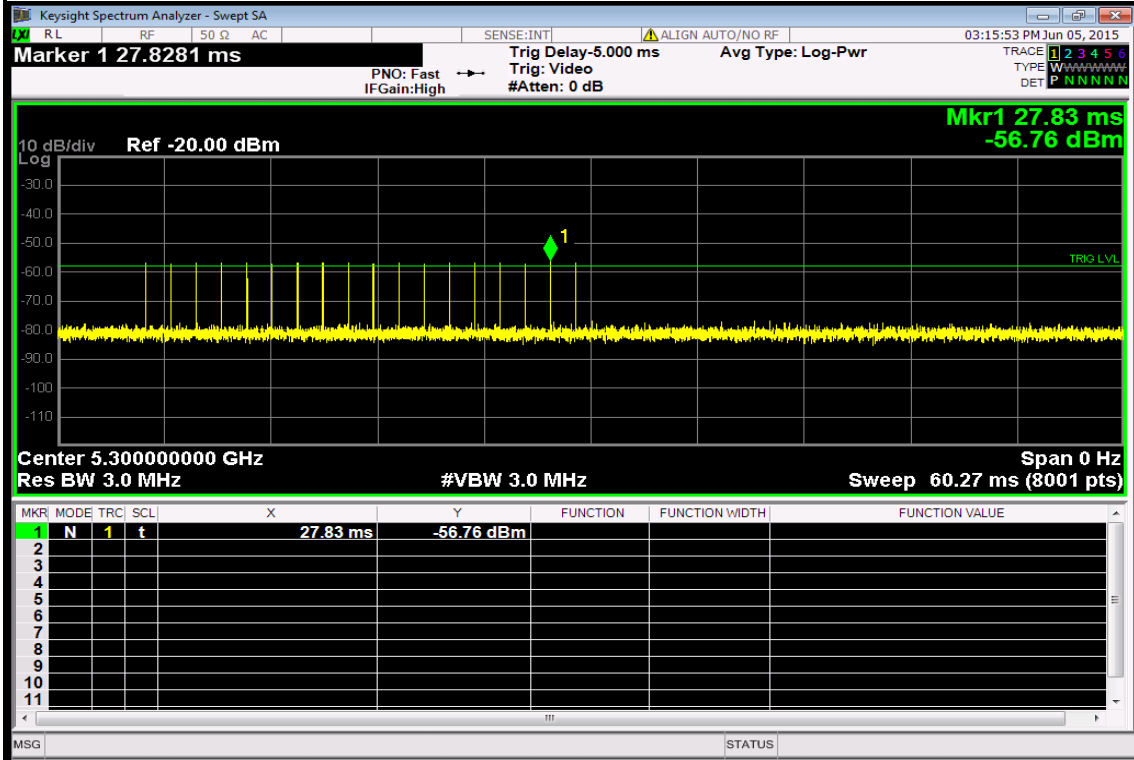 Keysight Spectrum Analyzer - Swept SA
LXI RL RF 50 Ω AC SENSE:INT ALIGN AUTO/NO RF 03:15:53 PM Jun 05, 2015
Marker 1 27.8281 ms Trig Delay-5.000 ms Avg Type: Log-Pwr TRACE 1 2 3 4 5 6
PNO: Fast Trig: Video TYPE WWWWWW
IFGain:High #Atten: 0 dB DET P N N N N N
Mkr1 27.83 ms
10 dB/div Ref -20.00 dBm -56.76 dBm
Log
-30.0
-40.0
-50.0
1
TRIG LVL
-60.0
-70.0
-80.0
-90.0
-100
-110
Center 5.300000000 GHz Span 0 Hz
Res BW 3.0 MHz #VBW 3.0 MHz Sweep 60.27 ms (8001 pts)
MKR MODE TRC SCL X Y FUNCTION FUNCTION WIDTH FUNCTION VALUE
1 N 1 t 27.83 ms -56.76 dBm
2
3
4
5
6
7
8
9
10
11
MSG STATUS